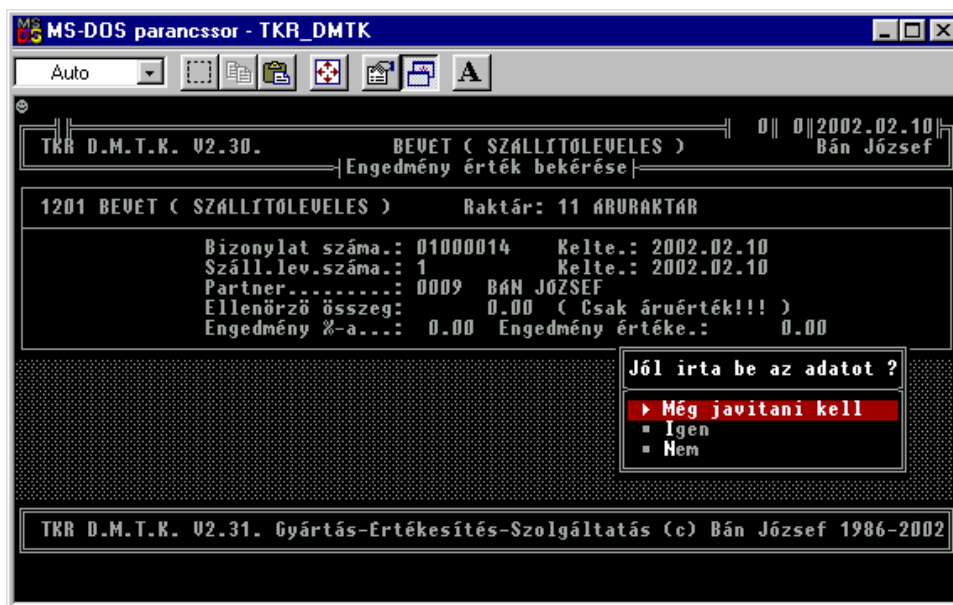 MS-DOS parancssor - TKR_DMTK
Auto
A
0 0 2002.02.10
TKR D.M.T.K. V2.30. BEVÉT ( SZÁLLÍTÓLEVELES ) Bán József
Engedmény érték bekérése
1201 BEVÉT ( SZÁLLÍTÓLEVELES ) Raktár: 11 ÁRURAKTÁR
Bizonylat száma.: 01000014 Kelte.: 2002.02.10
Száll.lev.száma.: 1 Kelte.: 2002.02.10
Partner.........: 0009 BÁN JÓZSEF
Ellenörzö összeg: 0.00 ( Csak áruérték!!! )
Engedmény %-a...: 0.00 Engedmény értéke.: 0.00
Jól irta be az adatot ?
Még javitani kell
Igen
Nem
TKR D.M.T.K. V2.31. Gyártás-Értékesítés-Szolgáltatás (c) Bán József 1986-2002